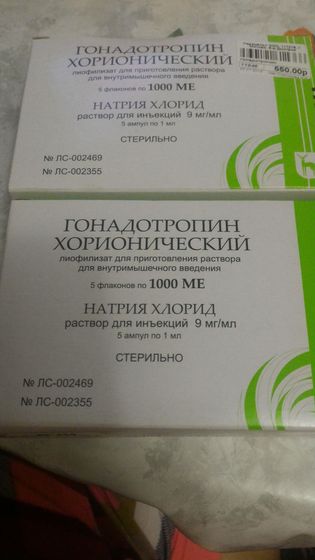 ГОНАДОТРОПИН
ХОРИОНИЧЕСКИЙ
лиофилизат для приготовления раствора
для внутримышечного введения
5 флаконов по 1000 МЕ
НАТРИЯ ХЛОРИД
раствор для инъекций 9 мг/мл
5 ампул по 1 мл
СТЕРИЛЬНО
№ ЛС-002469
№ ЛС-002355
550.00р
ГОНАДОТРОПИН
ХОРИОНИЧЕСКИЙ
лиофилизат для приготовления раствора
для внутримышечного введения
5 флаконов по 1000 МЕ
НАТРИЯ ХЛОРИД
раствор для инъекций 9 мг/мл
5 ампул по 1 мл
СТЕРИЛЬНО
№ ЛС-002469
№ ЛС-002355